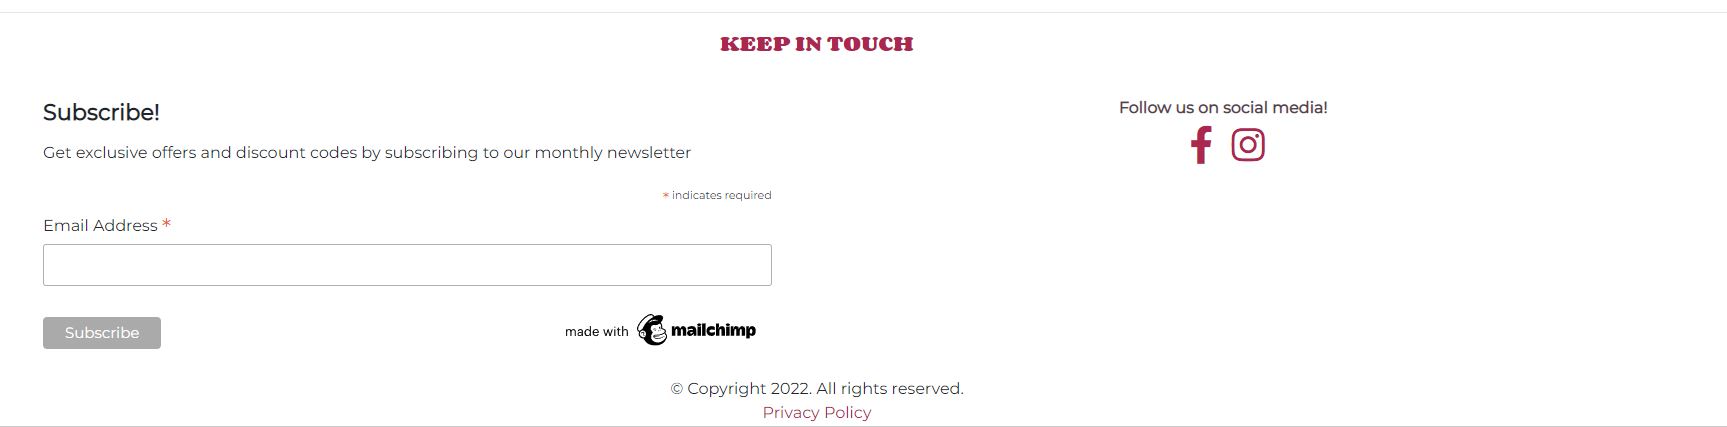 KEEP IN TOUCH
Subscribe!
Get exclusive offers and discount codes by subscribing to our monthly newsletter
* indicates required
Email Address *
Subscribe
made with mailchimp
Follow us on social media!
© Copyright 2022. All rights reserved.
Privacy Policy